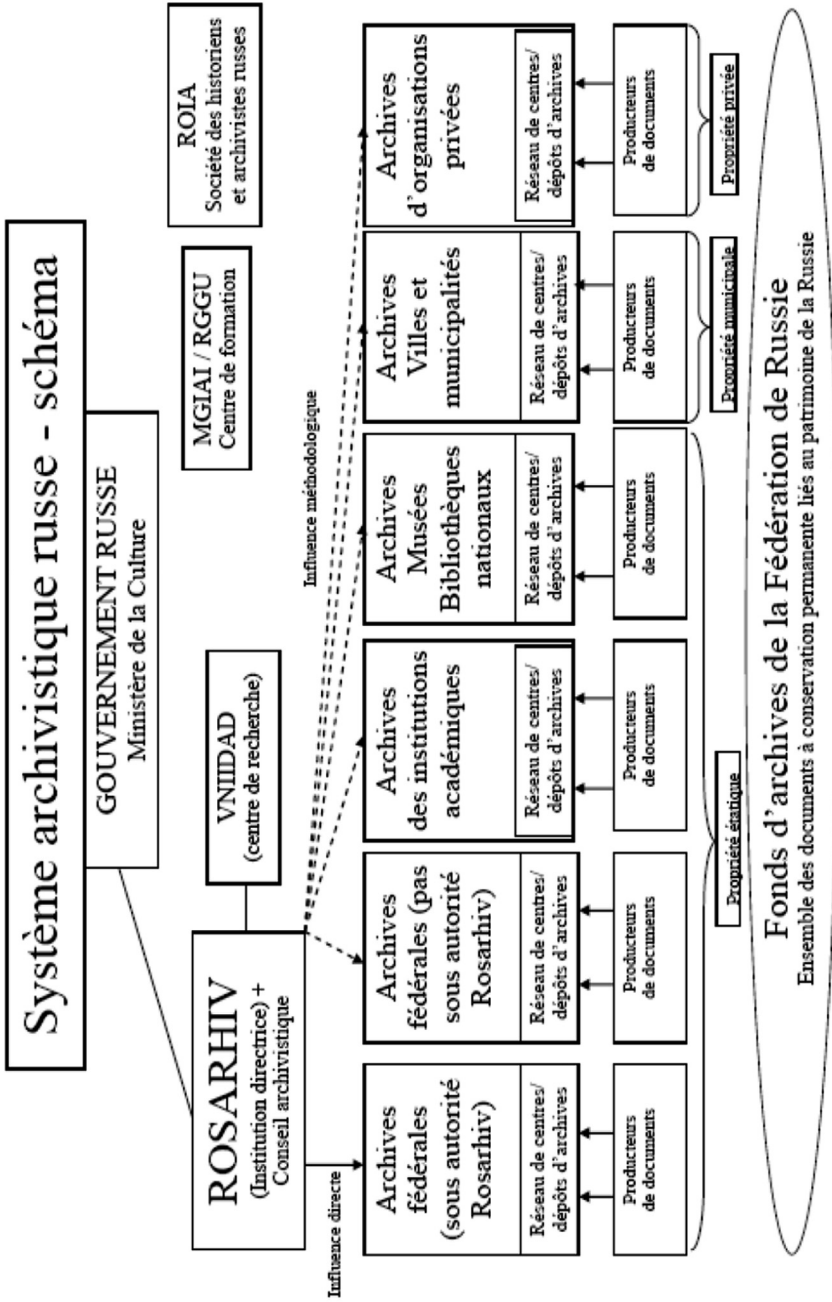 Système archivistique russe - schéma
GOUVERNEMENT RUSSE
Ministère de la Culture
ROSARHIV
(Institution directrice) +
Conseil archivistique
VNIIDAD
(centre de recherche)
MGIAI / RGGU
Centre de formation
ROIA
Société des historiens
et archivistes russes
Influence directe
Influence méthodologique
Archives
fédérales
(sous autorité
Rosarhiv)
Réseau de centres/
dépôts d'archives
Producteurs
de documents
Archives
fédérales (pas
sous autorité
Rosarhiv)
Réseau de centres/
dépôts d'archives
Producteurs
de documents
Archives
des institutions
académiques
Réseau de centres/
dépôts d'archives
Producteurs
de documents
Archives
Musées
Bibliothèques
nationaux
Réseau de centres/
dépôts d'archives
Producteurs
de documents
Archives
Villes et
municipalités
Réseau de centres/
dépôts d'archives
Producteurs
de documents
Archives
d'organisations
privées
Réseau de centres/
dépôts d'archives
Producteurs
de documents
Propriété étatique
Propriété municipale
Propriété privée
Fonds d'archives de la Fédération de Russie
Ensemble des documents à conservation permanente liés au patrimoine de la Russie